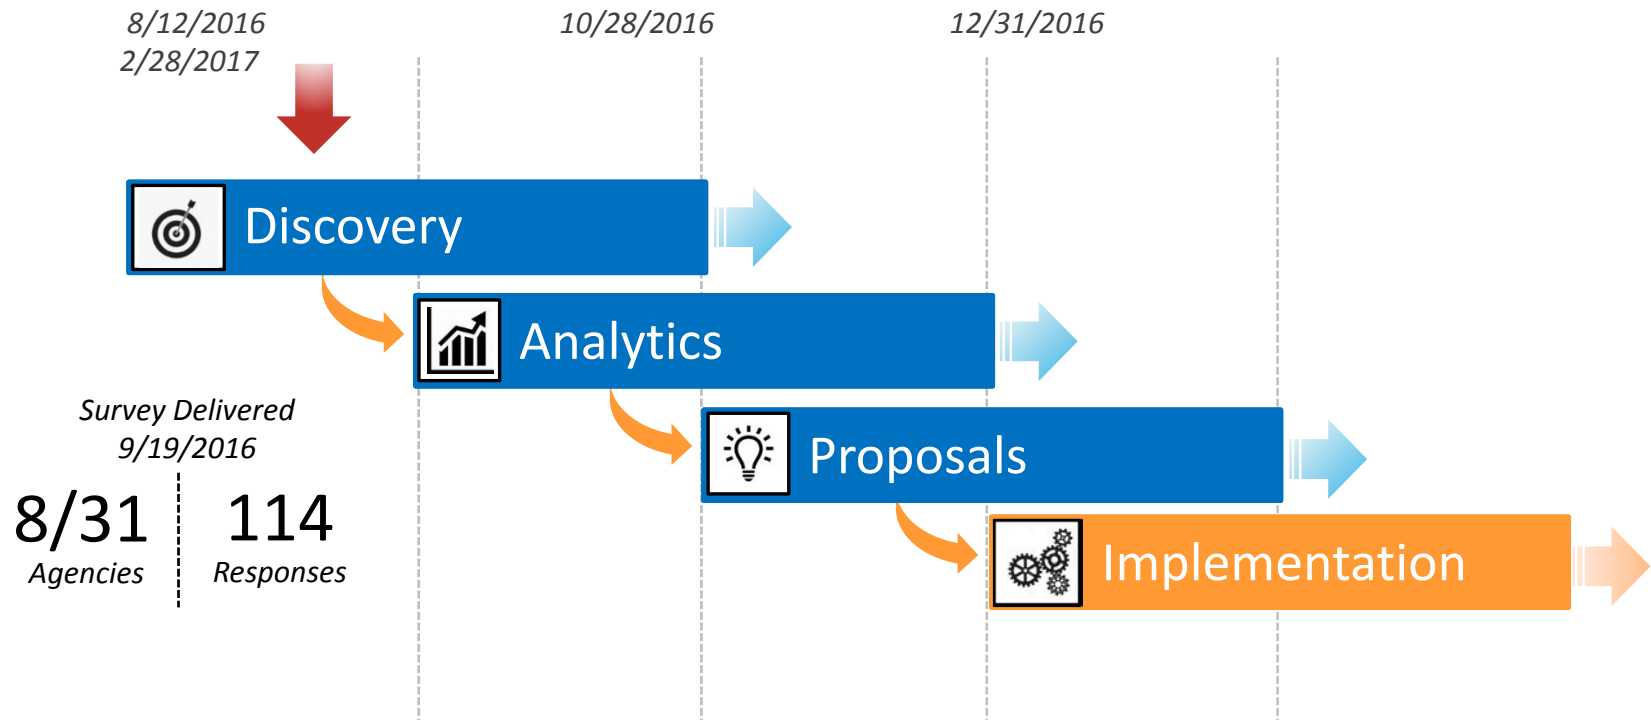 8/12/2016
2/28/2017
10/28/2016
12/31/2016
Discovery
Analytics
Proposals
Implementation
Survey Delivered
9/19/2016
8/31
Agencies
114
Responses